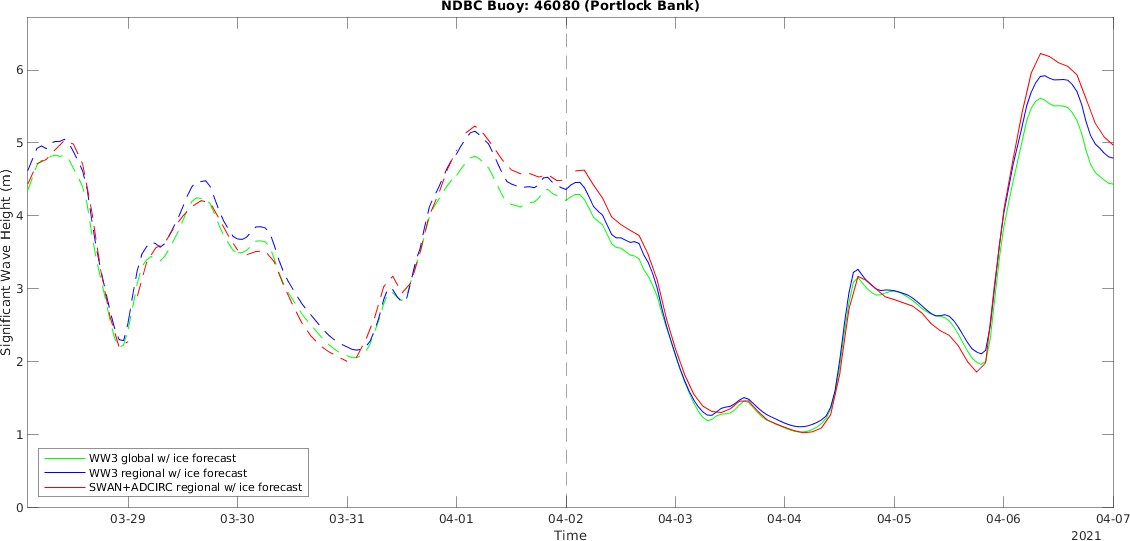 NDBC Buoy: 46080 (Portlock Bank)
6
5
4
3
2
1
0
Significant Wave Height (m)
WW3 global w/ ice forecast
WW3 regional w/ ice forecast
SWAN+ADCIRC regional w/ ice forecast
03-29 03-30 03-31 04-01 04-02 04-03 04-04 04-05 04-06 04-07
Time
2021